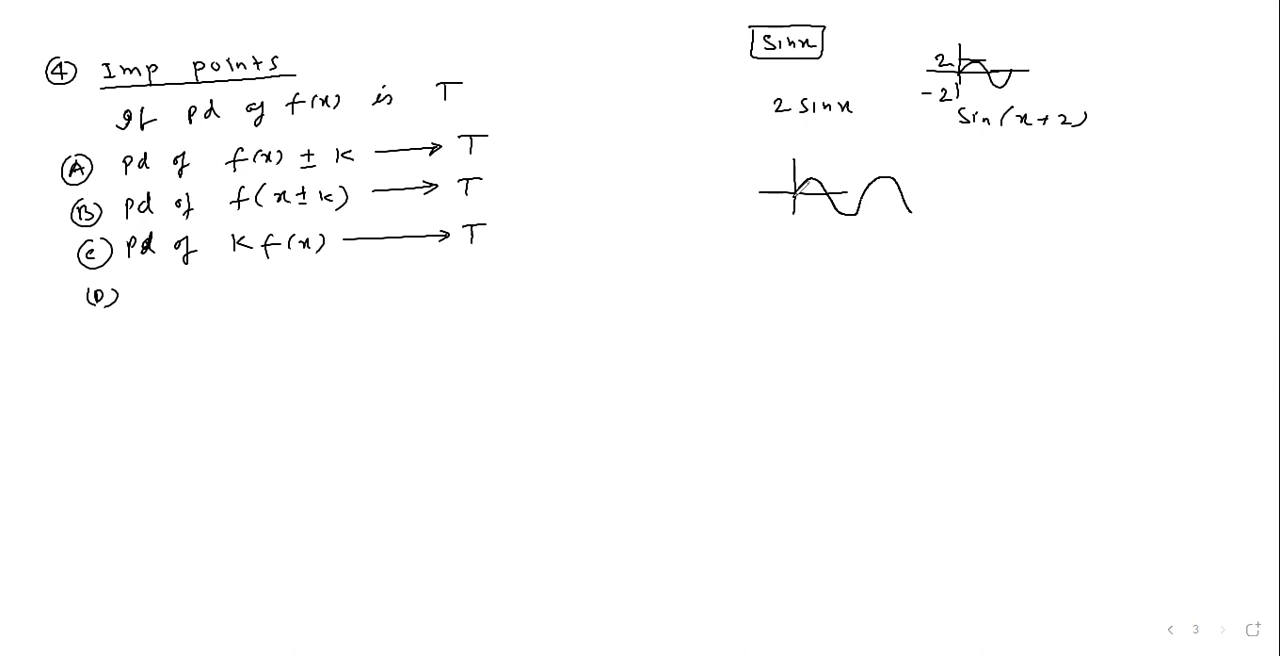 ④ Imp points
If pd of f(x) is T
Ⓐ pd of f(x) ± K ⟶ T
Ⓑ pd of f(x ± k) ⟶ T
Ⓒ pd of K f(x) ⟶ T
(D)
Sinx
2 sinx
2
-2
Sin(x+2)
3